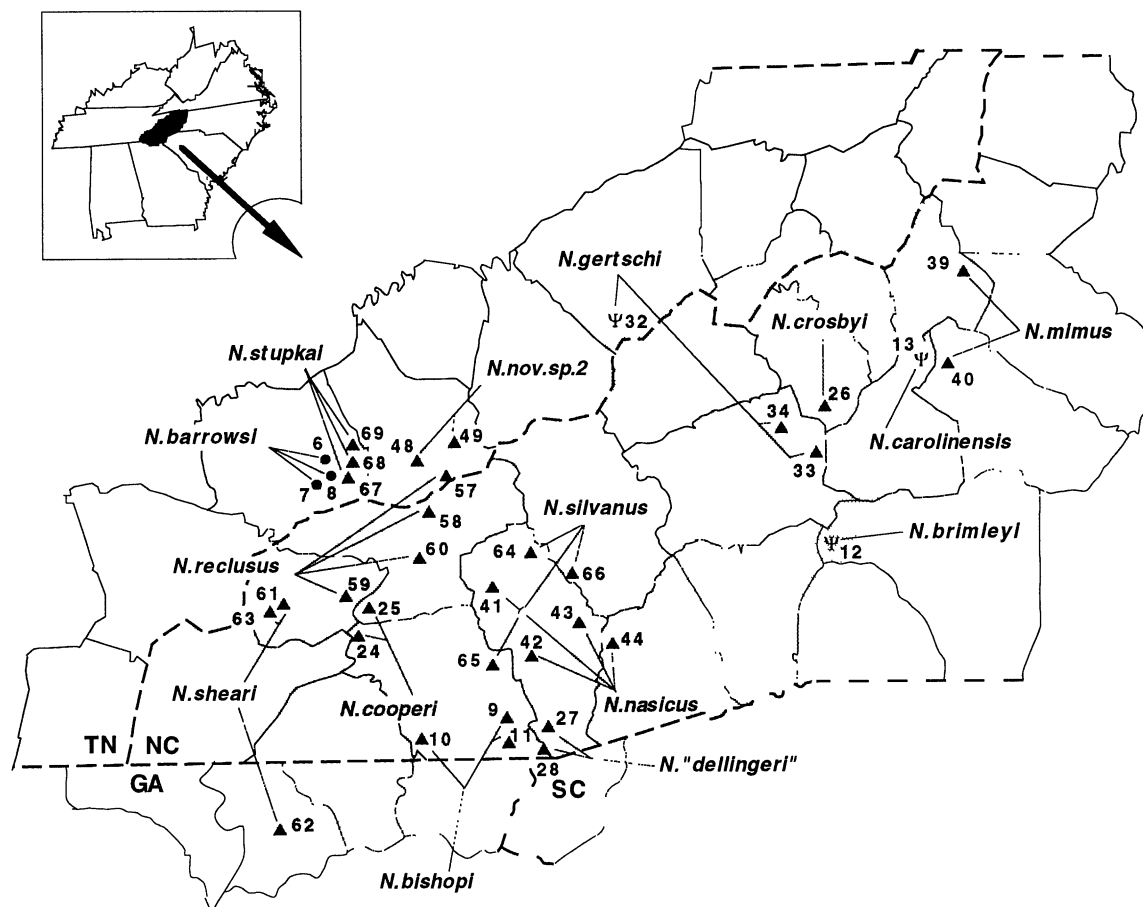 N.gertschi
39
Ψ32
N.crosbyi
N.mimus
13 Ψ
N.stupkai
N.nov.sp.2
40
26
34
69
49
N.barrowsi
6
48
N.carolinensis
68
33
7
8
67
57
N.silvanus
58
N.brimleyi
64
Ψ12
60
N.reclusus
66
59
61
41
25
63
43
44
24
42
65
N.sheari
N.nasicus
N.cooperi
9
27
10
11
TN
NC
N."dellingeri"
28
GA
SC
62
N.bishopi